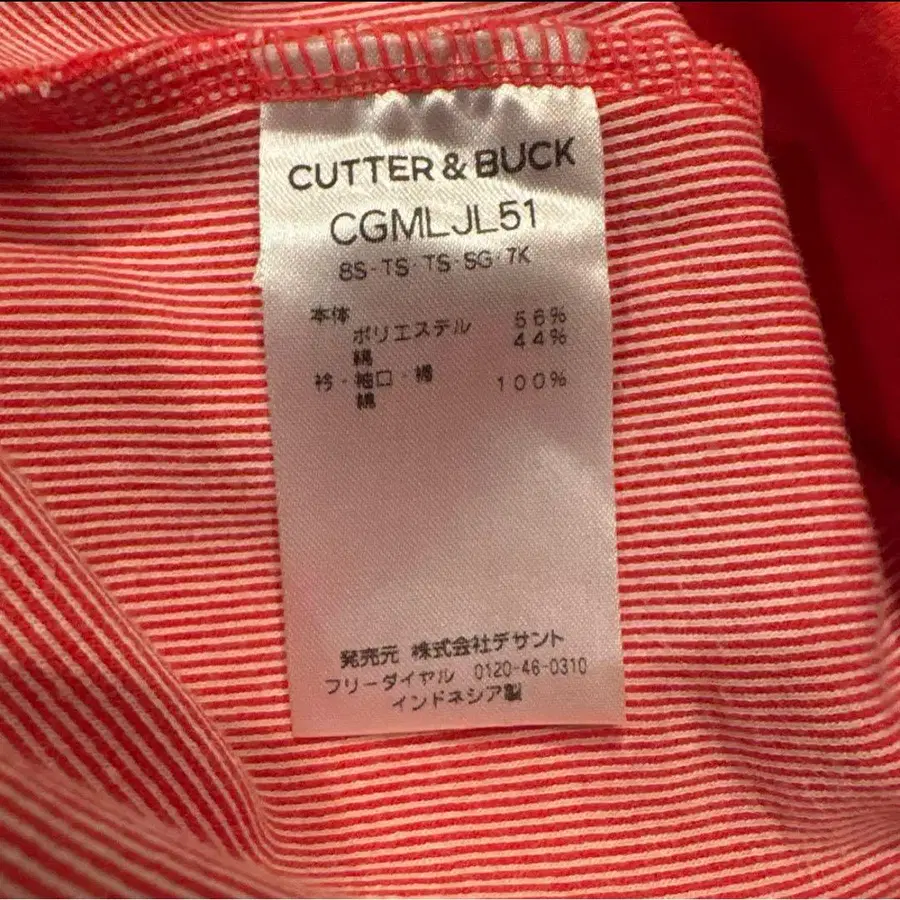 CUTTER & BUCK
CGMLJL51
8S・TS・TS・SG・7K
本体
ポリエステル 56%
綿 44%
衿・袖口・裾 100%
綿
発売元 株式会社デサント
フリーダイヤル 0120-46-0310
インドネシア製